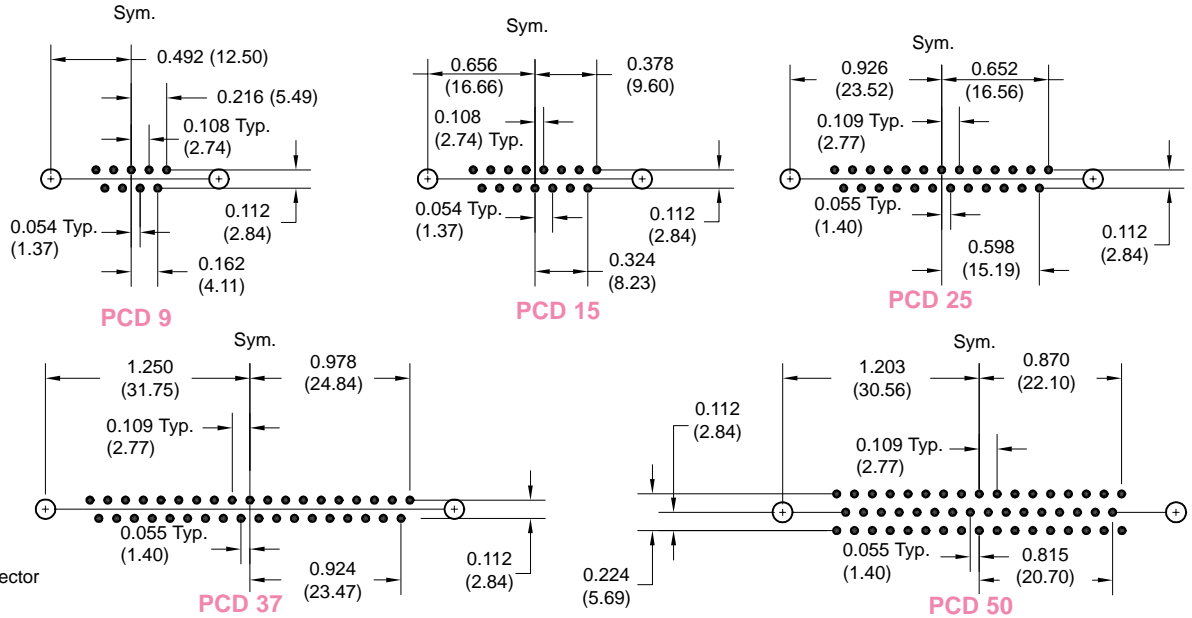 Sym.
0.492 (12.50)
0.216 (5.49)
0.108 Typ.
(2.74)
0.054 Typ.
(1.37)
0.162
(4.11)
0.112
(2.84)
PCD 9
Sym.
0.656
(16.66)
0.378
(9.60)
0.108
(2.74) Typ.
0.054 Typ.
(1.37)
0.112
(2.84)
0.324
(8.23)
PCD 15
Sym.
0.926
(23.52)
0.652
(16.56)
0.109 Typ.
(2.77)
0.055 Typ.
(1.40)
0.112
(2.84)
0.598
(15.19)
PCD 25
Sym.
1.250
(31.75)
0.978
(24.84)
0.109 Typ.
(2.77)
0.055 Typ.
(1.40)
0.112
(2.84)
0.924
(23.47)
ector
PCD 37
Sym.
1.203
(30.56)
0.870
(22.10)
0.112
(2.84)
0.109 Typ.
(2.77)
0.055 Typ.
(1.40)
0.815
(20.70)
0.224
(5.69)
PCD 50